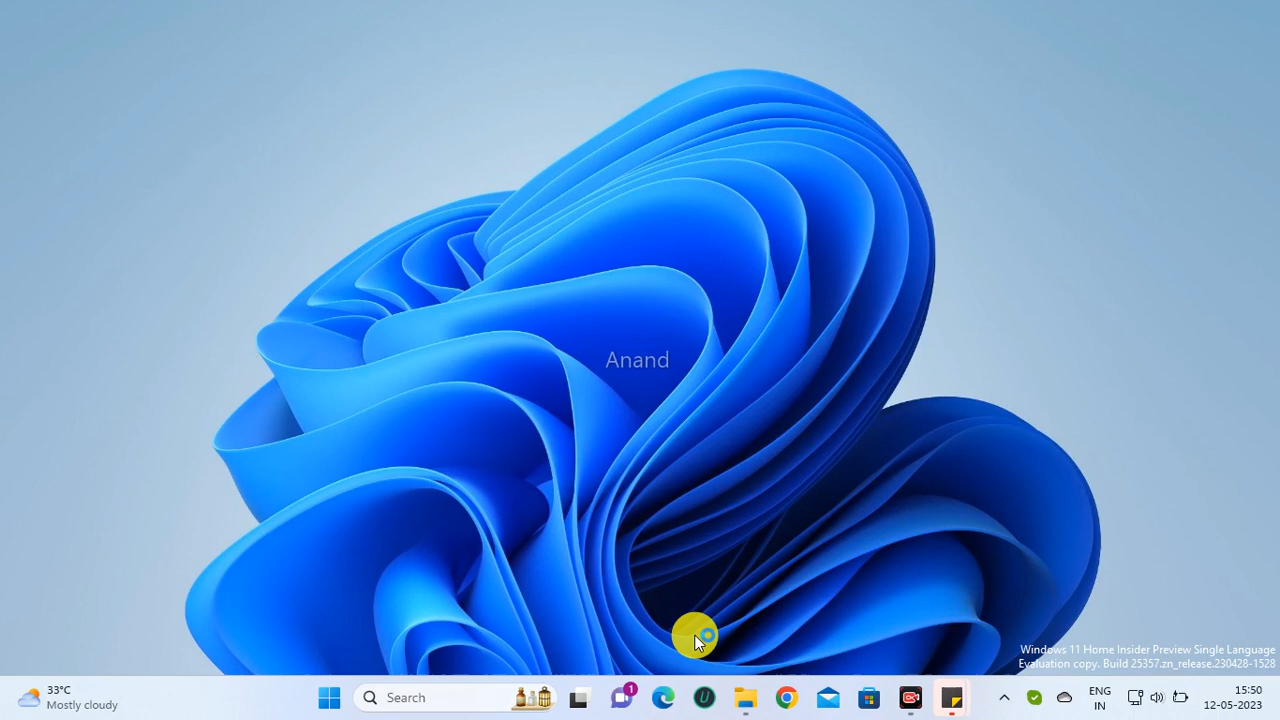 Anand
Windows 11 Home Insider Preview Single Language
Evaluation copy. Build 25357.zn_release.230428-1528
33°C
Mostly cloudy
Search
1
U
ENG
IN
15:50
12-05-2023